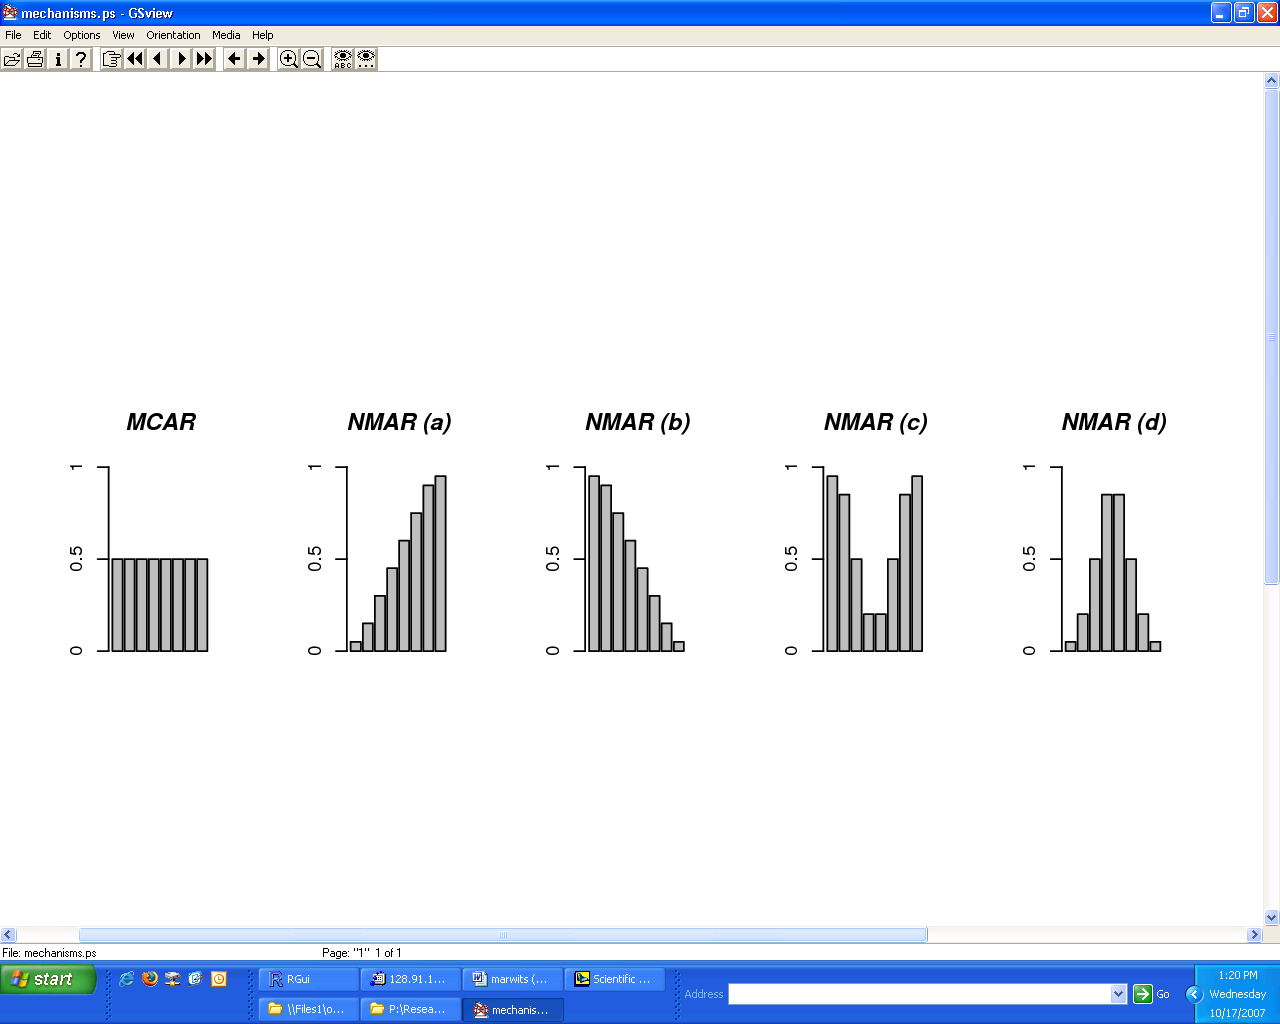 mechanisms.ps - GSview
File Edit Options View Orientation Media Help
ABC
MCAR
NMAR (a)
NMAR (b)
NMAR (c)
NMAR (d)
1
0.5
0
1
0.5
0
1
0.5
0
1
0.5
0
1
0.5
0
File: mechanisms.ps
Page: "1" 1 of 1
start
RGui
128.91.1...
marwits (...
Scientific ...
\\Files1\o...
P:\Resea...
mechanis...
Address
Go
1:20 PM
Wednesday
10/17/2007